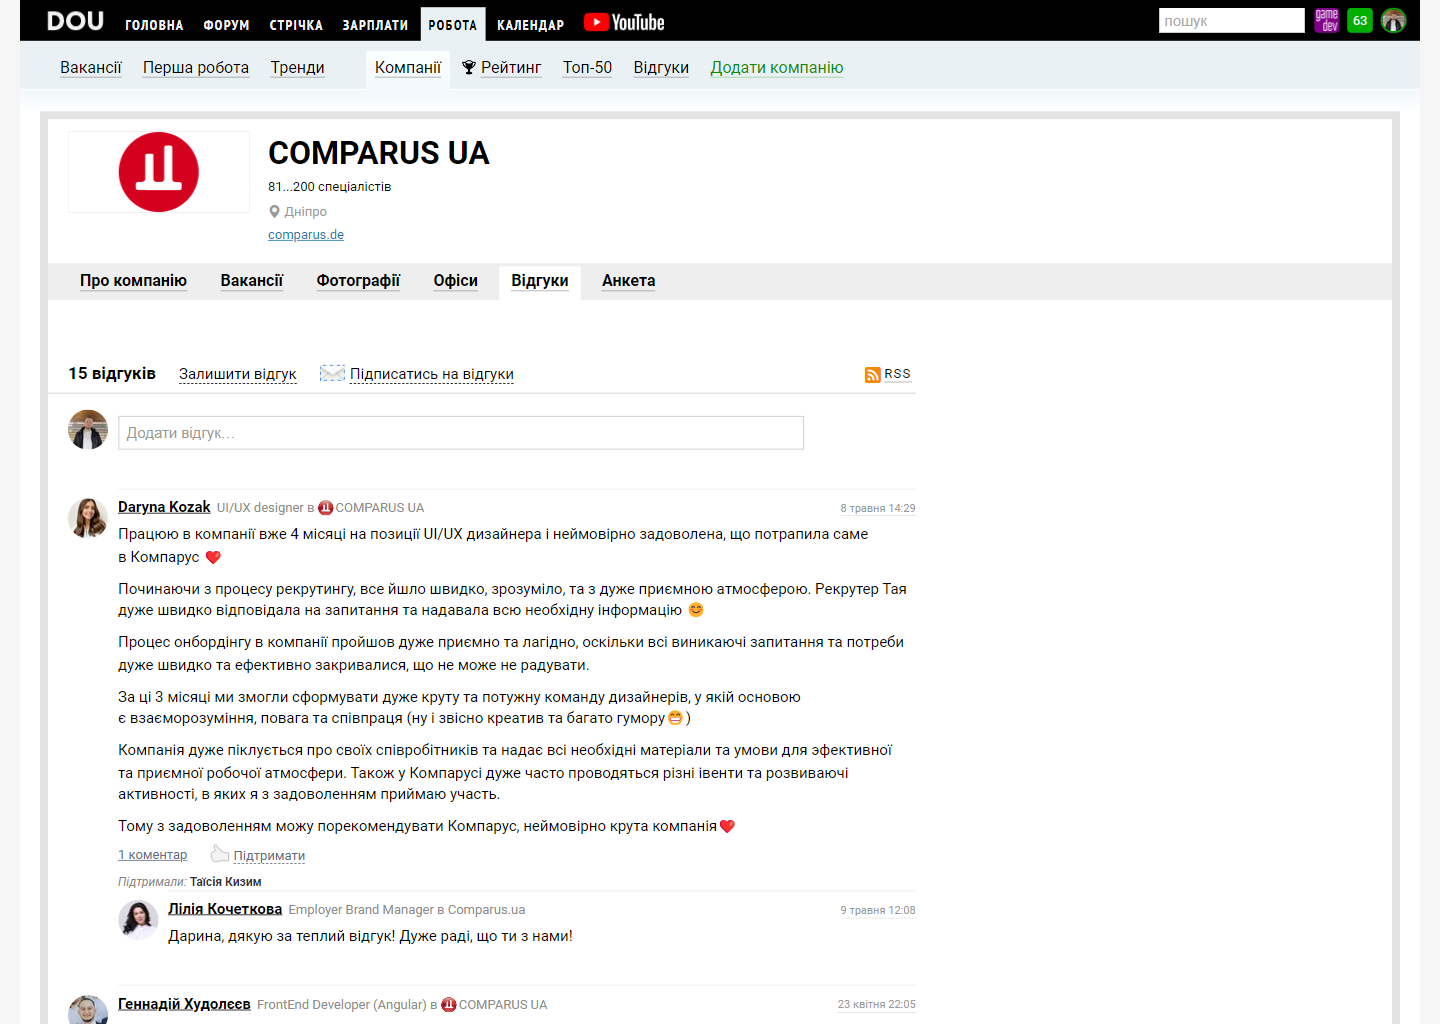 DOU ГОЛОВНА ФОРУМ СТРІЧКА ЗАРПЛАТИ РОБОТА КАЛЕНДАР YouTube пошук game dev 63
Вакансії Перша робота Тренди Компанії Рейтинг Топ-50 Відгуки Додати компанію
COMPARUS UA
81...200 спеціалістів
Дніпро
comparus.de
Про компанію Вакансії Фотографії Офіси Відгуки Анкета
15 відгуків Залишити відгук Підписатись на відгуки RSS
Додати відгук...
Daryna Kozak UI/UX designer в COMPARUS UA 8 травня 14:29
Працюю в компанії вже 4 місяці на позиції UI/UX дизайнера і неймовірно задоволена, що потрапила саме
в Компарус ❤️
Починаючи з процесу рекрутингу, все йшло швидко, зрозуміло, та з дуже приємною атмосферою. Рекрутер Тая
дуже швидко відповідала на запитання та надавала всю необхідну інформацію 😊
Процес онбордінгу в компанії пройшов дуже приємно та лагідно, оскільки всі виникаючі запитання та потреби
дуже швидко та ефективно закривалися, що не може не радувати.
За ці 3 місяці ми змогли сформувати дуже круту та потужну команду дизайнерів, у якій основою
є взаєморозуміння, повага та співпраця (ну і звісно креатив та багато гумору😁)
Компанія дуже піклується про своїх співробітників та надає всі необхідні матеріали та умови для эфективної
та приємної робочої атмосфери. Також у Компарусі дуже часто проводяться різні івенти та розвиваючі
активності, в яких я з задоволенням приймаю участь.
Тому з задоволенням можу порекомендувати Компарус, неймовірно крута компанія❤️
1 коментар Підтримати
Підтримали: Таїсія Кизим
Лілія Кочеткова Employer Brand Manager в Comparus.ua 9 травня 12:08
Дарина, дякую за теплий відгук! Дуже раді, що ти з нами!
Геннадій Худолєєв FrontEnd Developer (Angular) в COMPARUS UA 23 квітня 22:05